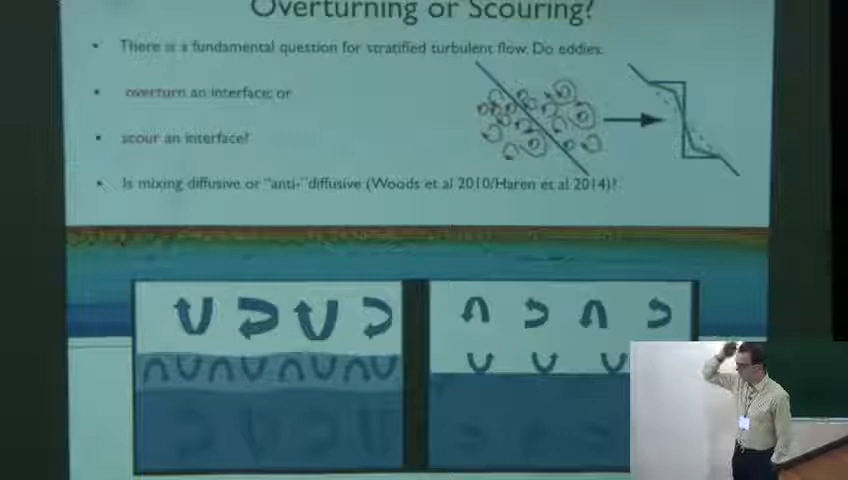 Overturning or Scouring?
• There is a fundamental question for stratified turbulent flow. Do eddies:
• overturn an interface; or
• scour an interface?
• Is mixing diffusive or "anti-"diffusive (Woods et al 2010/Haren et al 2014)?